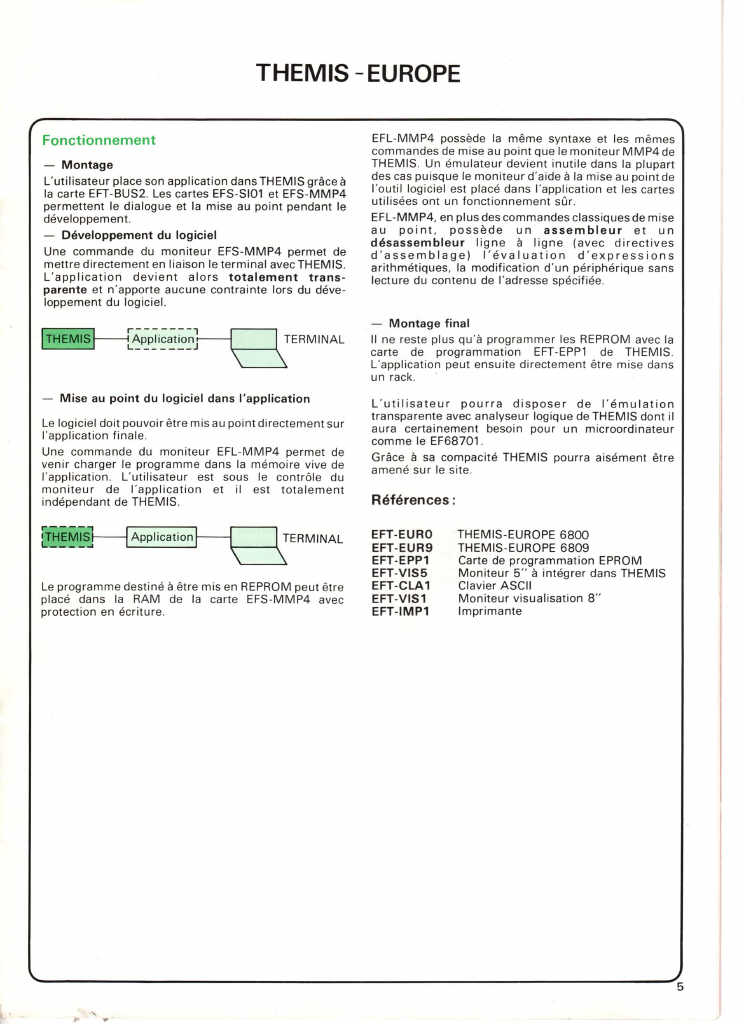 THEMIS - EUROPE
Fonctionnement
— Montage
L'utilisateur place son application dans THEMIS grâce à
la carte EFT-BUS2. Les cartes EFS-SI01 et EFS-MMP4
permettent le dialogue et la mise au point pendant le
développement.
— Développement du logiciel
Une commande du moniteur EFS-MMP4 permet de
mettre directement en liaison le terminal avec THEMIS.
L'application devient alors totalement trans-
parente et n'apporte aucune contrainte lors du déve-
loppement du logiciel.
THEMIS Application TERMINAL
— Mise au point du logiciel dans l'application
Le logiciel doit pouvoir être mis au point directement sur
l'application finale.
Une commande du moniteur EFL-MMP4 permet de
venir charger le programme dans la mémoire vive de
l'application. L'utilisateur est sous le contrôle du
moniteur de l'application et il est totalement
indépendant de THEMIS.
THEMIS Application TERMINAL
Le programme destiné à être mis en REPROM peut être
placé dans la RAM de la carte EFS-MMP4 avec
protection en écriture.
EFL-MMP4 possède la même syntaxe et les mêmes
commandes de mise au point que le moniteur MMP4 de
THEMIS. Un émulateur devient inutile dans la plupart
des cas puisque le moniteur d'aide à la mise au point de
l'outil logiciel est placé dans l'application et les cartes
utilisées ont un fonctionnement sûr.
EFL-MMP4, en plus des commandes classiques de mise
au point, possède un assembleur et un
désassembleur ligne à ligne (avec directives
d'assemblage) l'évaluation d'expressions
arithmétiques, la modification d'un périphérique sans
lecture du contenu de l'adresse spécifiée.
— Montage final
Il ne reste plus qu'à programmer les REPROM avec la
carte de programmation EFT-EPP1 de THEMIS.
L'application peut ensuite directement être mise dans
un rack.
L'utilisateur pourra disposer de l'émulation
transparente avec analyseur logique de THEMIS dont il
aura certainement besoin pour un microordinateur
comme le EF68701.
Grâce à sa compacité THEMIS pourra aisément être
amené sur le site.
Références :
EFT-EUR0 THEMIS-EUROPE 6800
EFT-EUR9 THEMIS-EUROPE 6809
EFT-EPP1 Carte de programmation EPROM
EFT-VIS5 Moniteur 5'' à intégrer dans THEMIS
EFT-CLA1 Clavier ASCII
EFT-VIS1 Moniteur visualisation 8''
EFT-IMP1 Imprimante
5